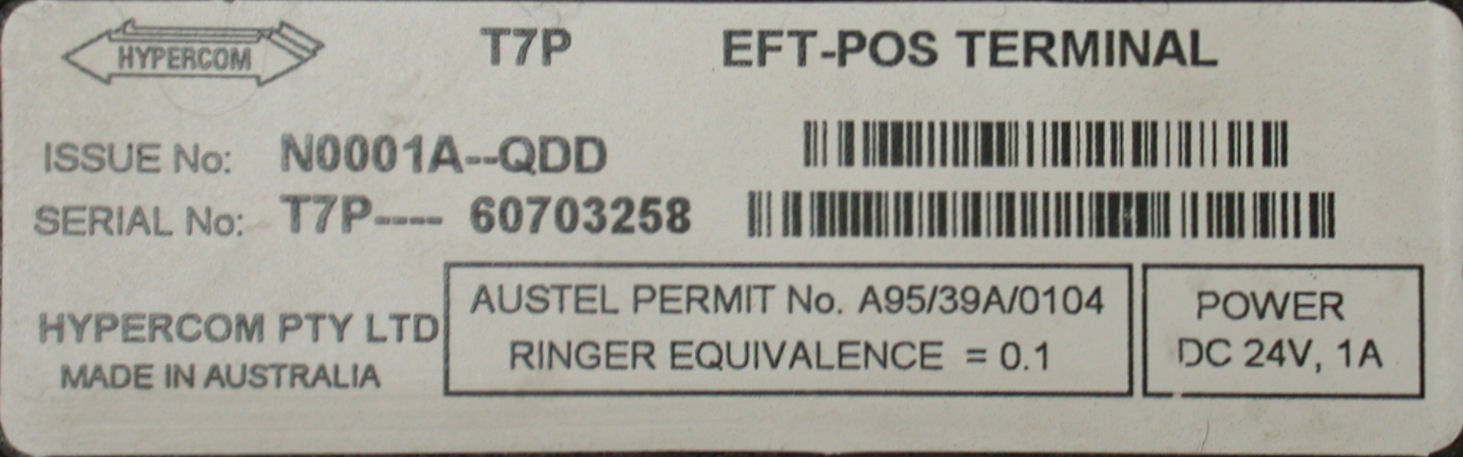 HYPERCOM T7P EFT-POS TERMINAL
ISSUE No: N0001A--QDD
SERIAL No: T7P---- 60703258
HYPERCOM PTY LTD
MADE IN AUSTRALIA
AUSTEL PERMIT No. A95/39A/0104
RINGER EQUIVALENCE = 0.1
POWER
DC 24V, 1A